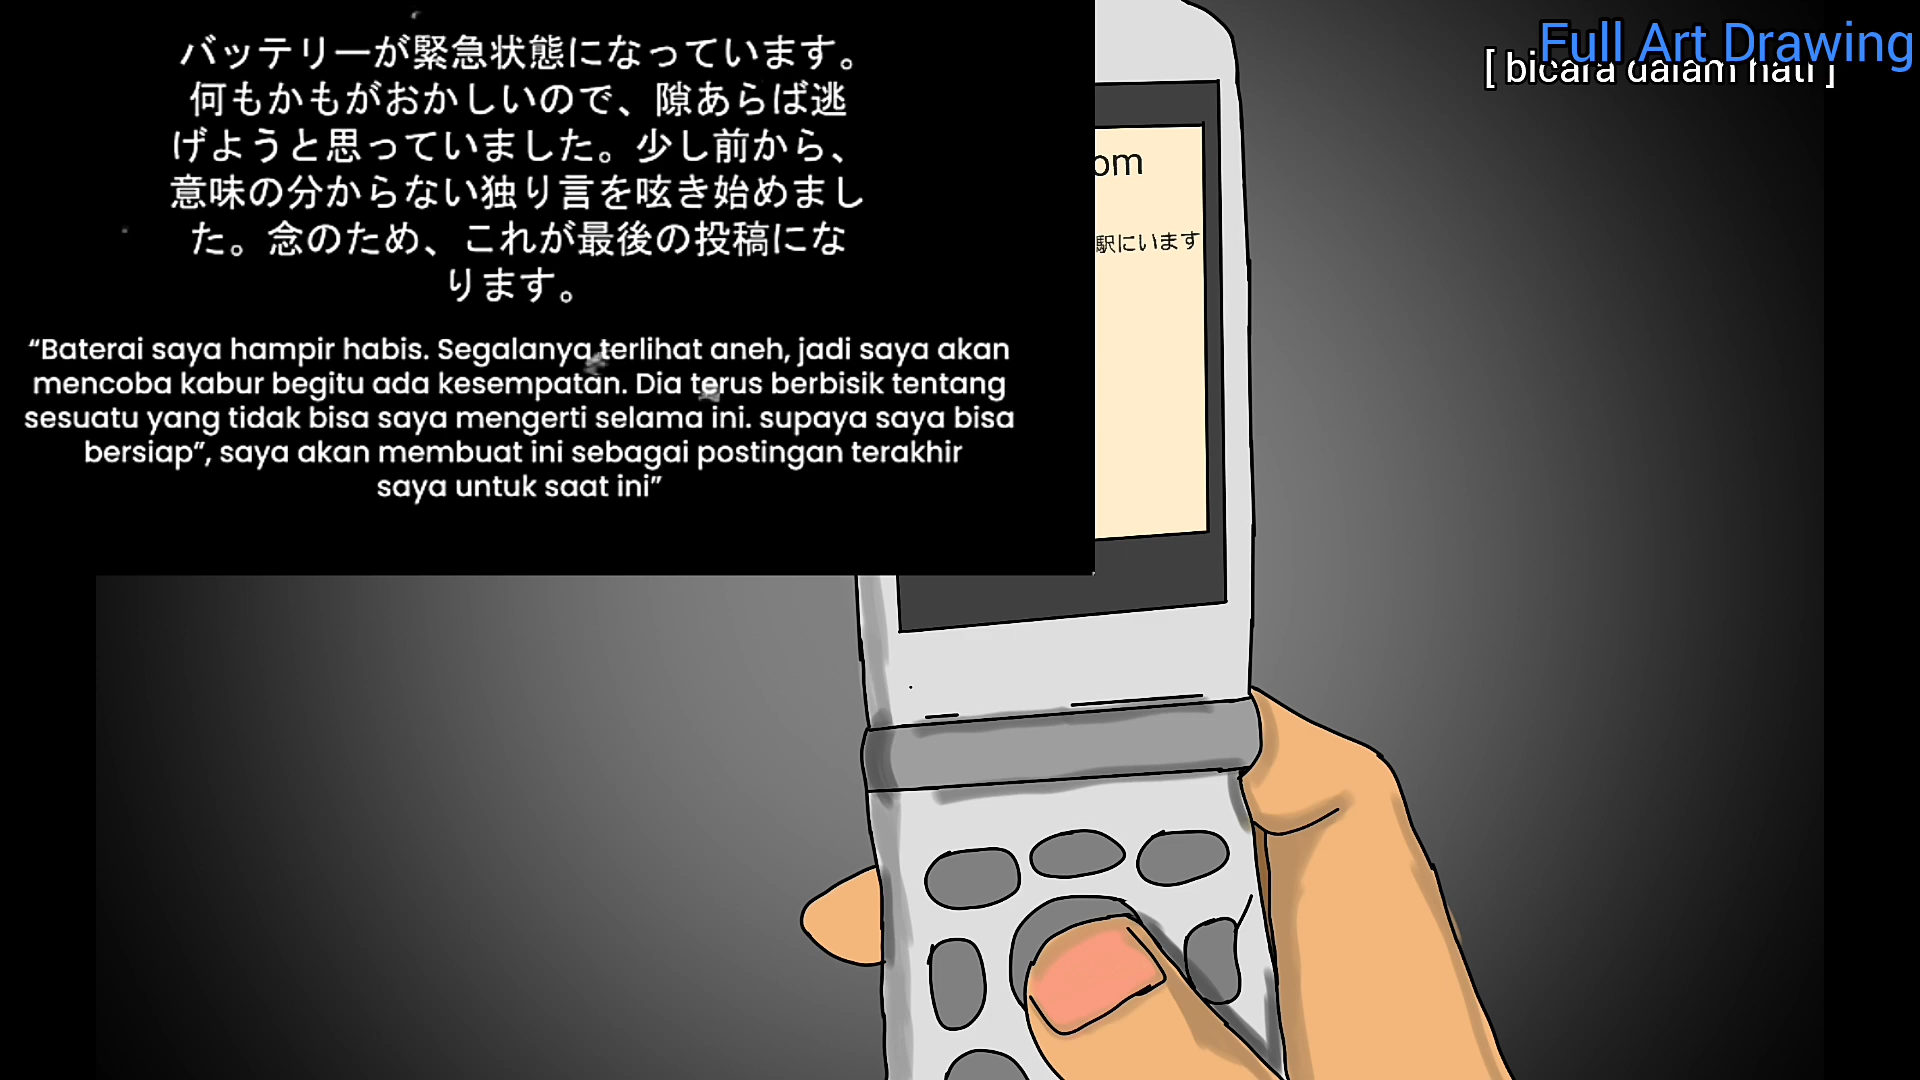 バッテリーが緊急状態になっています。
何もかもがおかしいので、隙あらば逃
げようと思っていました。少し前から、
意味の分からない独り言を呟き始めまし
た。念のため、これが最後の投稿にな
ります。
“Baterai saya hampir habis. Segalanya terlihat aneh, jadi saya akan
mencoba kabur begitu ada kesempatan. Dia terus berbisik tentang
sesuatu yang tidak bisa saya mengerti selama ini. supaya saya bisa
bersiap”, saya akan membuat ini sebagai postingan terakhir
saya untuk saat ini”
Full Art Drawing
[ bicara dalam hati ]
om
駅にいます